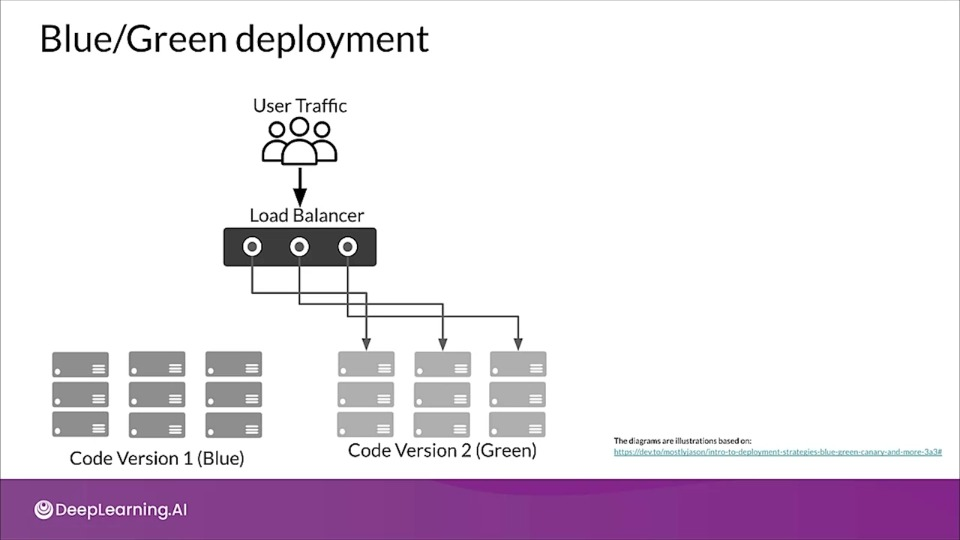 Blue/Green deployment
User Traffic
Load Balancer
Code Version 1 (Blue)
Code Version 2 (Green)
The diagrams are illustrations based on:
https://dev.to/mostlyjason/intro-to-deployment-strategies-blue-green-canary-and-more-3a3#
DeepLearning.AI